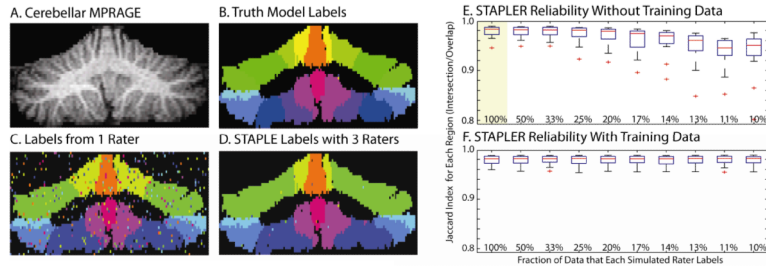 A. Cerebellar MPRAGE
B. Truth Model Labels
C. Labels from 1 Rater
D. STAPLE Labels with 3 Raters
E. STAPLER Reliability Without Training Data
1.0
0.9
0.8
100% 50% 33% 25% 20% 17% 14% 13% 11% 10%
F. STAPLER Reliability With Training Data
1.0
0.9
0.8
100% 50% 33% 25% 20% 17% 14% 13% 11% 10%
Jaccard Index for Each Region (Intersection/Overlap)
Fraction of Data that Each Simulated Rater Labels